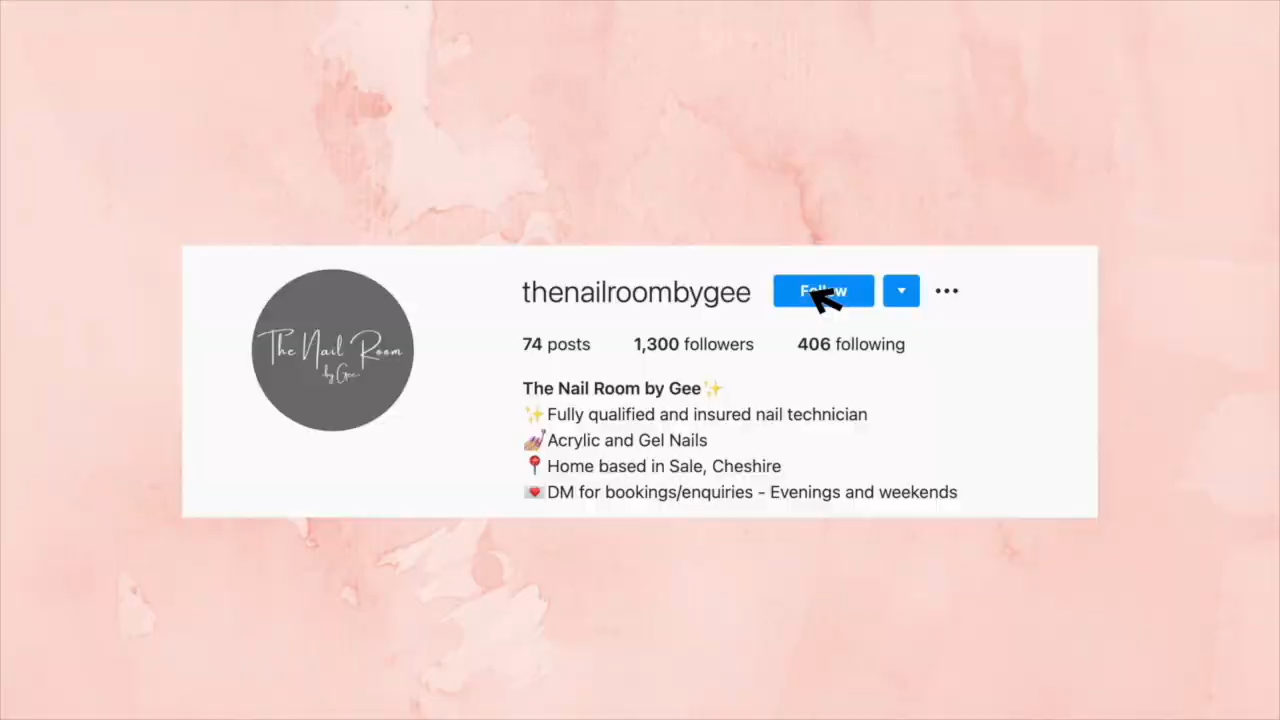 thenailroombygee
Follow
74 posts 1,300 followers 406 following
The Nail Room
by Gee
The Nail Room by Gee✨
✨Fully qualified and insured nail technician
💅Acrylic and Gel Nails
📍Home based in Sale, Cheshire
💌DM for bookings/enquiries - Evenings and weekends